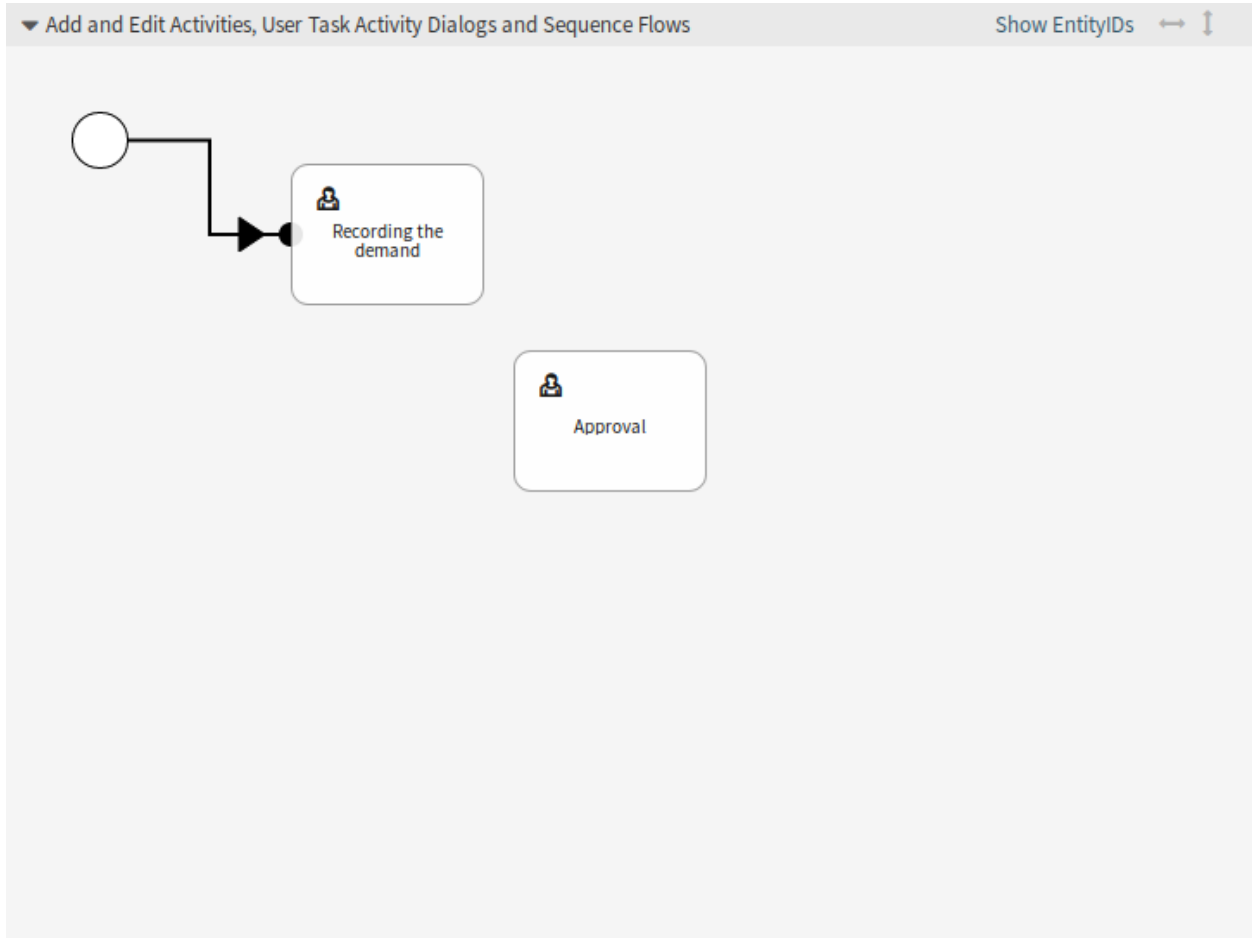 Add and Edit Activities, User Task Activity Dialogs and Sequence Flows
Show EntityIDs
Recording the
demand
Approval